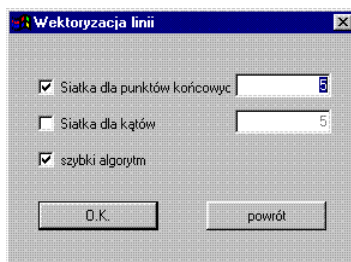 Wektoryzacja linii
Siatka dla punktów końcowyc 5
Siatka dla kątów 5
szybki algorytm
O.K. powrót